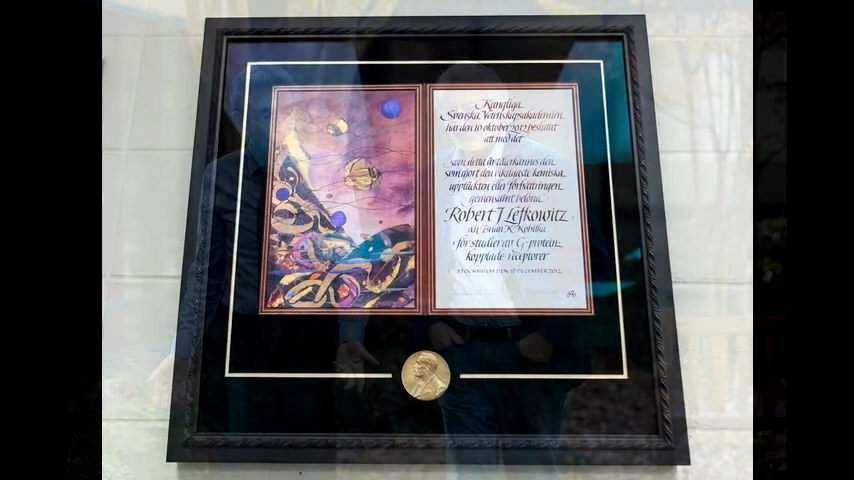 Kungliga
Svenska Vetenskapsakademien
har den 10 oktober 2012 beslutat
att med det
som detta år tillerkännes den
som gjort den viktigaste kemiska
upptäckten eller förbättringen
gemensamt belöna
Robert J Lefkowitz
och Brian K Kobilka
för studier av G-protein-
kopplade receptorer
STOCKHOLM DEN 10 DECEMBER 2012